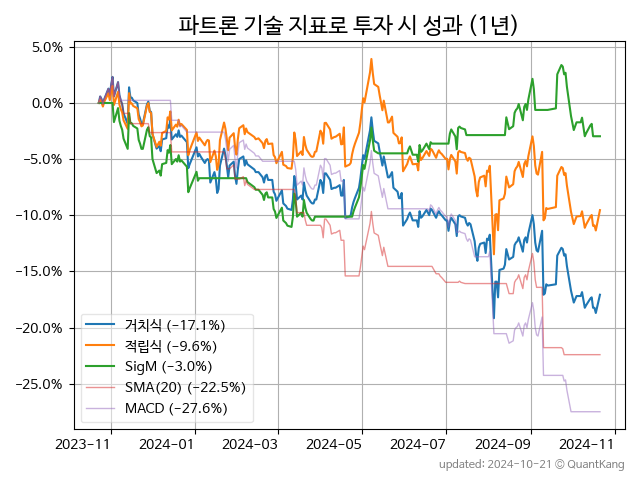 파트론 기술 지표로 투자 시 성과 (1년)
5.0%
0.0%
−5.0%
−10.0%
−15.0%
−20.0%
−25.0%
거치식 (−17.1%)
적립식 (−9.6%)
SigM (−3.0%)
SMA(20) (−22.5%)
MACD (−27.6%)
2023-11 2024-01 2024-03 2024-05 2024-07 2024-09 2024-11
updated: 2024-10-21 © QuantKang